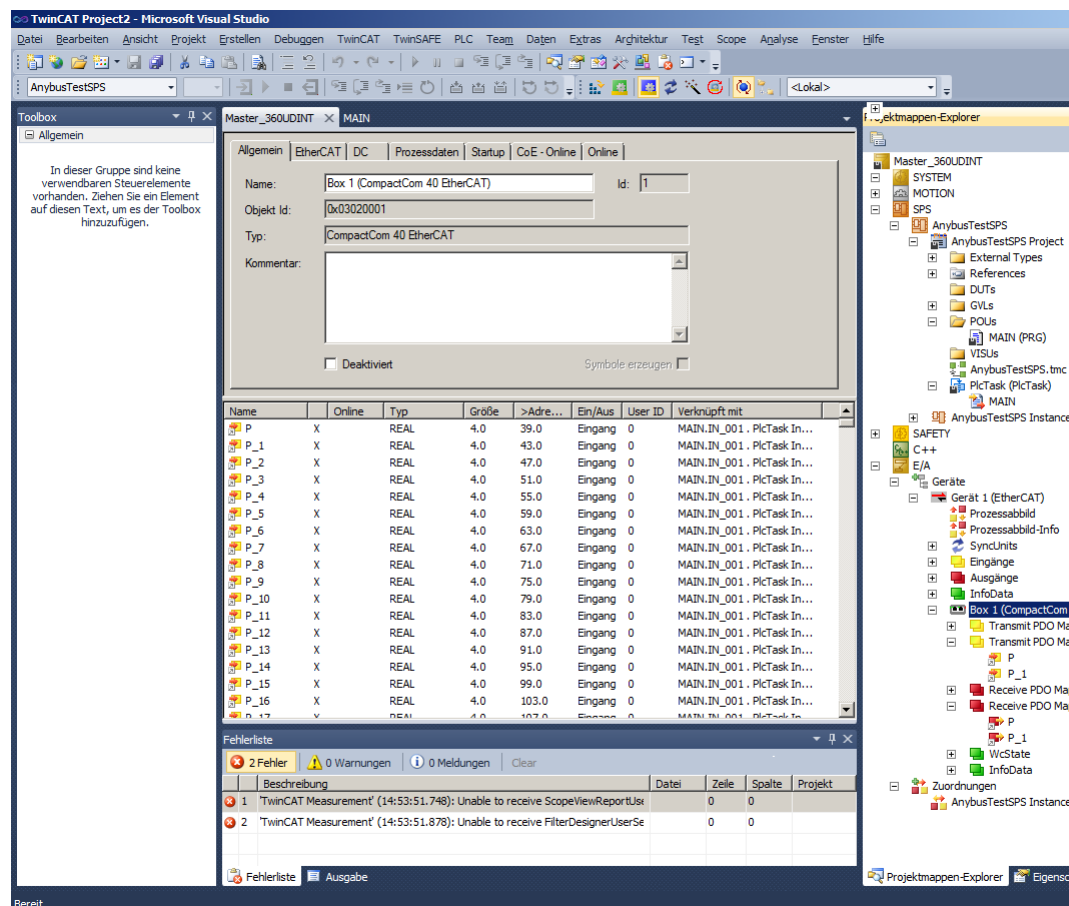 TwinCAT Project2 - Microsoft Visual Studio
Datei Bearbeiten Ansicht Projekt Erstellen Debuggen TwinCAT TwinSAFE PLC Team Daten Extras Architektur Test Scope Analyse Fenster Hilfe
AnybusTestSPS <Lokal>
Toolbox
Allgemein
In dieser Gruppe sind keine
verwendbaren Steuerelemente
vorhanden. Ziehen Sie ein Element
auf diesen Text, um es der Toolbox
hinzuzufügen.
Master_360UDINT MAIN
Allgemein EtherCAT DC Prozessdaten Startup CoE - Online Online
Name: Box 1 (CompactCom 40 EtherCAT) Id: 1
Objekt Id: 0x03020001
Typ: CompactCom 40 EtherCAT
Kommentar:
Deaktiviert Symbole erzeugen
Name Online Typ Größe >Adre... Ein/Aus User ID Verknüpft mit
P X REAL 4.0 39.0 Eingang 0 MAIN.IN_001 . PlcTask In...
P_1 X REAL 4.0 43.0 Eingang 0 MAIN.IN_001 . PlcTask In...
P_2 X REAL 4.0 47.0 Eingang 0 MAIN.IN_001 . PlcTask In...
P_3 X REAL 4.0 51.0 Eingang 0 MAIN.IN_001 . PlcTask In...
P_4 X REAL 4.0 55.0 Eingang 0 MAIN.IN_001 . PlcTask In...
P_5 X REAL 4.0 59.0 Eingang 0 MAIN.IN_001 . PlcTask In...
P_6 X REAL 4.0 63.0 Eingang 0 MAIN.IN_001 . PlcTask In...
P_7 X REAL 4.0 67.0 Eingang 0 MAIN.IN_001 . PlcTask In...
P_8 X REAL 4.0 71.0 Eingang 0 MAIN.IN_001 . PlcTask In...
P_9 X REAL 4.0 75.0 Eingang 0 MAIN.IN_001 . PlcTask In...
P_10 X REAL 4.0 79.0 Eingang 0 MAIN.IN_001 . PlcTask In...
P_11 X REAL 4.0 83.0 Eingang 0 MAIN.IN_001 . PlcTask In...
P_12 X REAL 4.0 87.0 Eingang 0 MAIN.IN_001 . PlcTask In...
P_13 X REAL 4.0 91.0 Eingang 0 MAIN.IN_001 . PlcTask In...
P_14 X REAL 4.0 95.0 Eingang 0 MAIN.IN_001 . PlcTask In...
P_15 X REAL 4.0 99.0 Eingang 0 MAIN.IN_001 . PlcTask In...
P_16 X REAL 4.0 103.0 Eingang 0 MAIN.IN_001 . PlcTask In...
P_17 X REAL 4.0 107.0 Eingang 0 MAIN.IN_001 . PlcTask In...
Fehlerliste
2 Fehler 0 Warnungen 0 Meldungen Clear
Beschreibung Datei Zeile Spalte Projekt
1 'TwinCAT Measurement' (14:53:51.748): Unable to receive ScopeViewReportUse 0 0
2 'TwinCAT Measurement' (14:53:51.878): Unable to receive FilterDesignerUserSe 0 0
Fehlerliste Ausgabe
Projektmappen-Explorer
Master_360UDINT
SYSTEM
MOTION
SPS
AnybusTestSPS
AnybusTestSPS Project
External Types
References
DUTs
GVLs
POUs
MAIN (PRG)
VISUs
AnybusTestSPS.tmc
PlcTask (PlcTask)
MAIN
AnybusTestSPS Instance
SAFETY
C++
E/A
Geräte
Gerät 1 (EtherCAT)
Prozessabbild
Prozessabbild-Info
SyncUnits
Eingänge
Ausgänge
InfoData
Box 1 (CompactCom
Transmit PDO Ma
Transmit PDO Ma
P
P_1
Receive PDO Map
Receive PDO Map
P
P_1
WcState
InfoData
Zuordnungen
AnybusTestSPS Instance
Projektmappen-Explorer Eigensc
Bereit